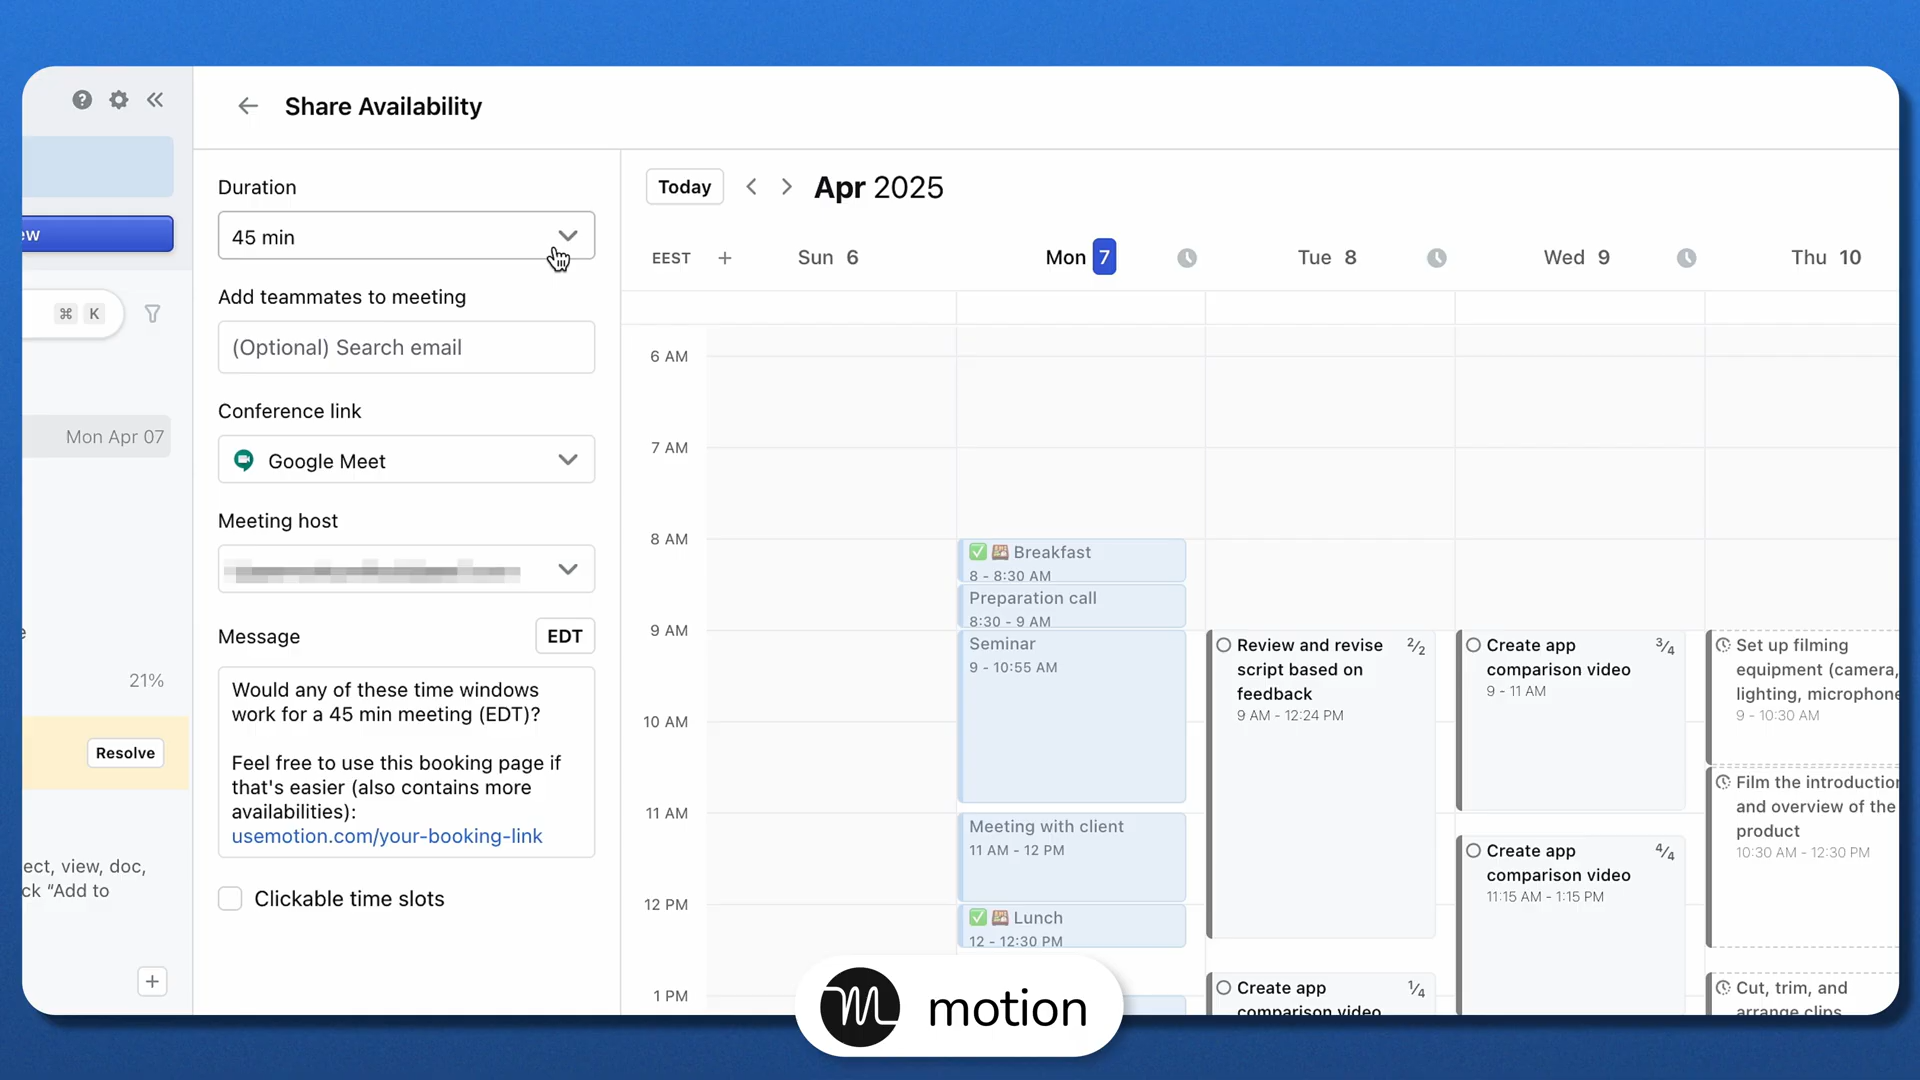 Share Availability
ew
⌘ K
Mon Apr 07
e
21%
Resolve
ect, view, doc,
ck “Add to
Duration
45 min
Add teammates to meeting
(Optional) Search email
Conference link
Google Meet
Meeting host
Message
EDT
Would any of these time windows
work for a 45 min meeting (EDT)?
Feel free to use this booking page if
that's easier (also contains more
availabilities):
usemotion.com/your-booking-link
Clickable time slots
Today
Apr 2025
EEST + Sun 6 Mon 7 Tue 8 Wed 9 Thu 10
6 AM
7 AM
8 AM
9 AM
10 AM
11 AM
12 PM
1 PM
Breakfast
8 - 8:30 AM
Preparation call
8:30 - 9 AM
Seminar
9 - 10:55 AM
Meeting with client
11 AM - 12 PM
Lunch
12 - 12:30 PM
Review and revise 2/2
script based on
feedback
9 AM - 12:24 PM
Create app 1/4
comparison video
Create app 3/4
comparison video
9 - 11 AM
Create app 4/4
comparison video
11:15 AM - 1:15 PM
Set up filming
equipment (camera,
lighting, microphone
9 - 10:30 AM
Film the introduction
and overview of the
product
10:30 AM - 12:30 PM
Cut, trim, and
arrange clips
motion